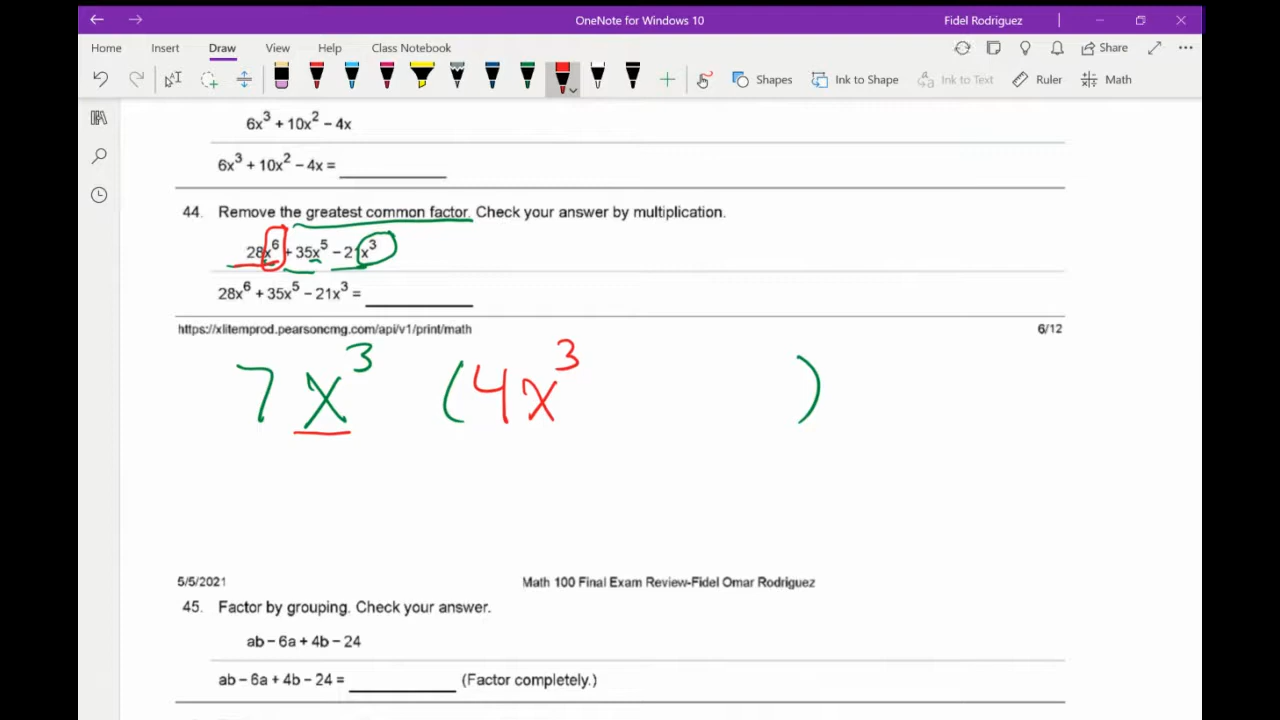 OneNote for Windows 10
Fidel Rodriguez
Home Insert Draw View Help Class Notebook Share
Shapes Ink to Shape Ink to Text Ruler Math
6x³ + 10x² − 4x
6x³ + 10x² − 4x =
44. Remove the greatest common factor. Check your answer by multiplication.
28x⁶ + 35x⁵ − 21x³
28x⁶ + 35x⁵ − 21x³ =
https://xlitemprod.pearsoncmg.com/api/v1/print/math 6/12
7 x³ (4x³ )
5/5/2021 Math 100 Final Exam Review-Fidel Omar Rodriguez
45. Factor by grouping. Check your answer.
ab − 6a + 4b − 24
ab − 6a + 4b − 24 = (Factor completely.)